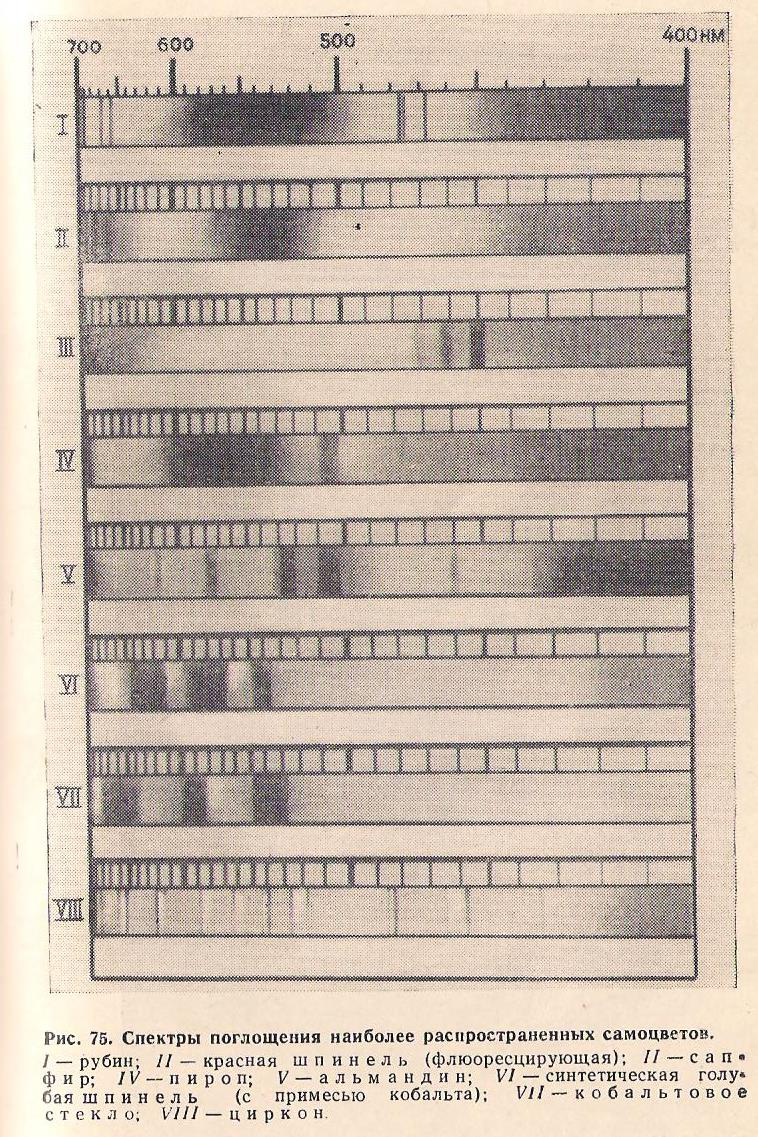 700 600 500 400нм
I
II
III
IV
V
VI
VII
VIII
Рис. 75. Спектры поглощения наиболее распространенных самоцветов.
I — рубин; II — красная шпинель (флюоресцирующая); II — сап-
фир; IV — пироп; V — альмандин; VI — синтетическая голу-
бая шпинель (с примесью кобальта); VII — кобальтовое
стекло; VIII — циркон.